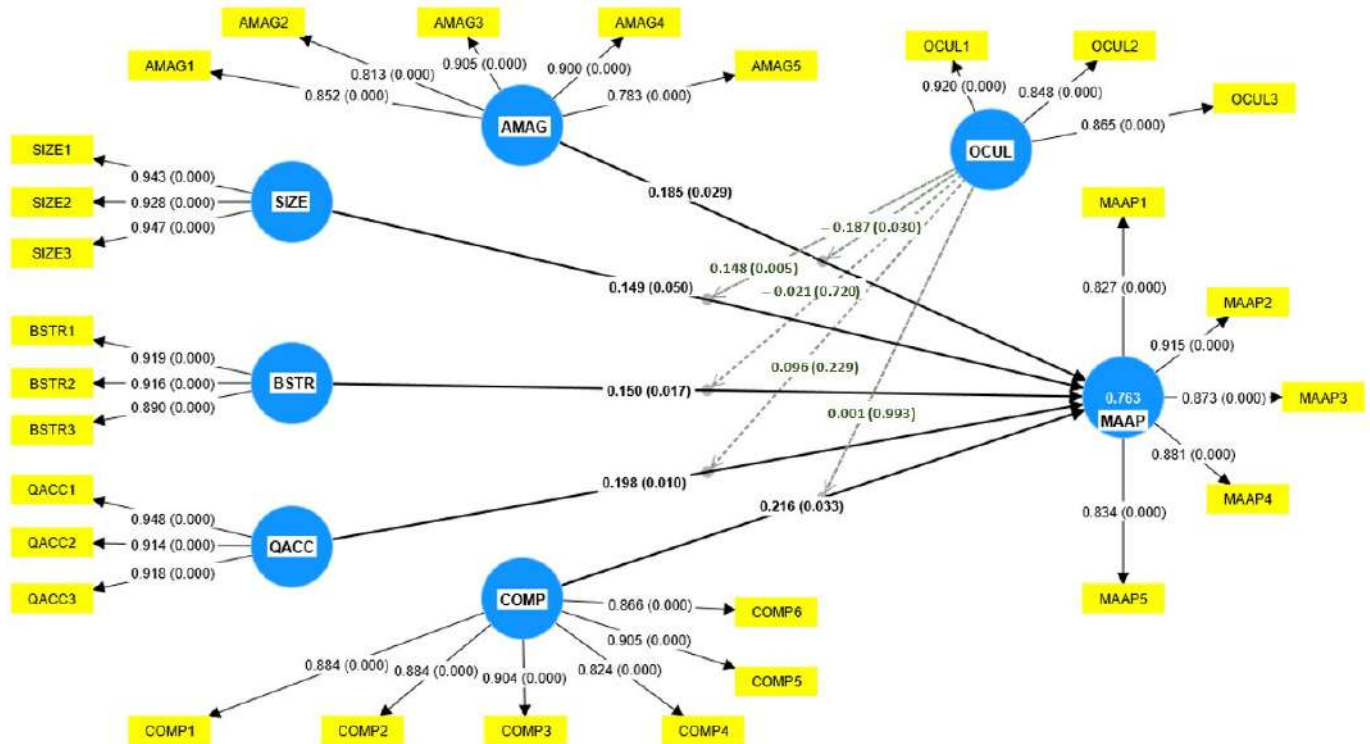 AMAG2
AMAG3
AMAG4
AMAG1
AMAG5
0.813 (0.000)
0.905 (0.000)
0.900 (0.000)
0.852 (0.000)
0.783 (0.000)
AMAG
OCUL1
OCUL2
OCUL3
0.920 (0.000)
0.848 (0.000)
0.865 (0.000)
OCUL
SIZE1
SIZE2
SIZE3
0.943 (0.000)
0.928 (0.000)
0.947 (0.000)
SIZE
0.185 (0.029)
−0.187 (0.030)
0.148 (0.005)
0.149 (0.050)
−0.021 (0.720)
BSTR1
BSTR2
BSTR3
0.919 (0.000)
0.916 (0.000)
0.890 (0.000)
BSTR
0.096 (0.229)
0.150 (0.017)
0.001 (0.993)
MAAP1
MAAP2
MAAP3
MAAP4
MAAP5
0.827 (0.000)
0.915 (0.000)
0.873 (0.000)
0.881 (0.000)
0.834 (0.000)
0.763
MAAP
QACC1
QACC2
QACC3
0.948 (0.000)
0.914 (0.000)
0.918 (0.000)
QACC
0.198 (0.010)
0.216 (0.033)
COMP
0.866 (0.000)
0.905 (0.000)
0.824 (0.000)
0.904 (0.000)
0.884 (0.000)
0.884 (0.000)
COMP6
COMP5
COMP1
COMP2
COMP3
COMP4